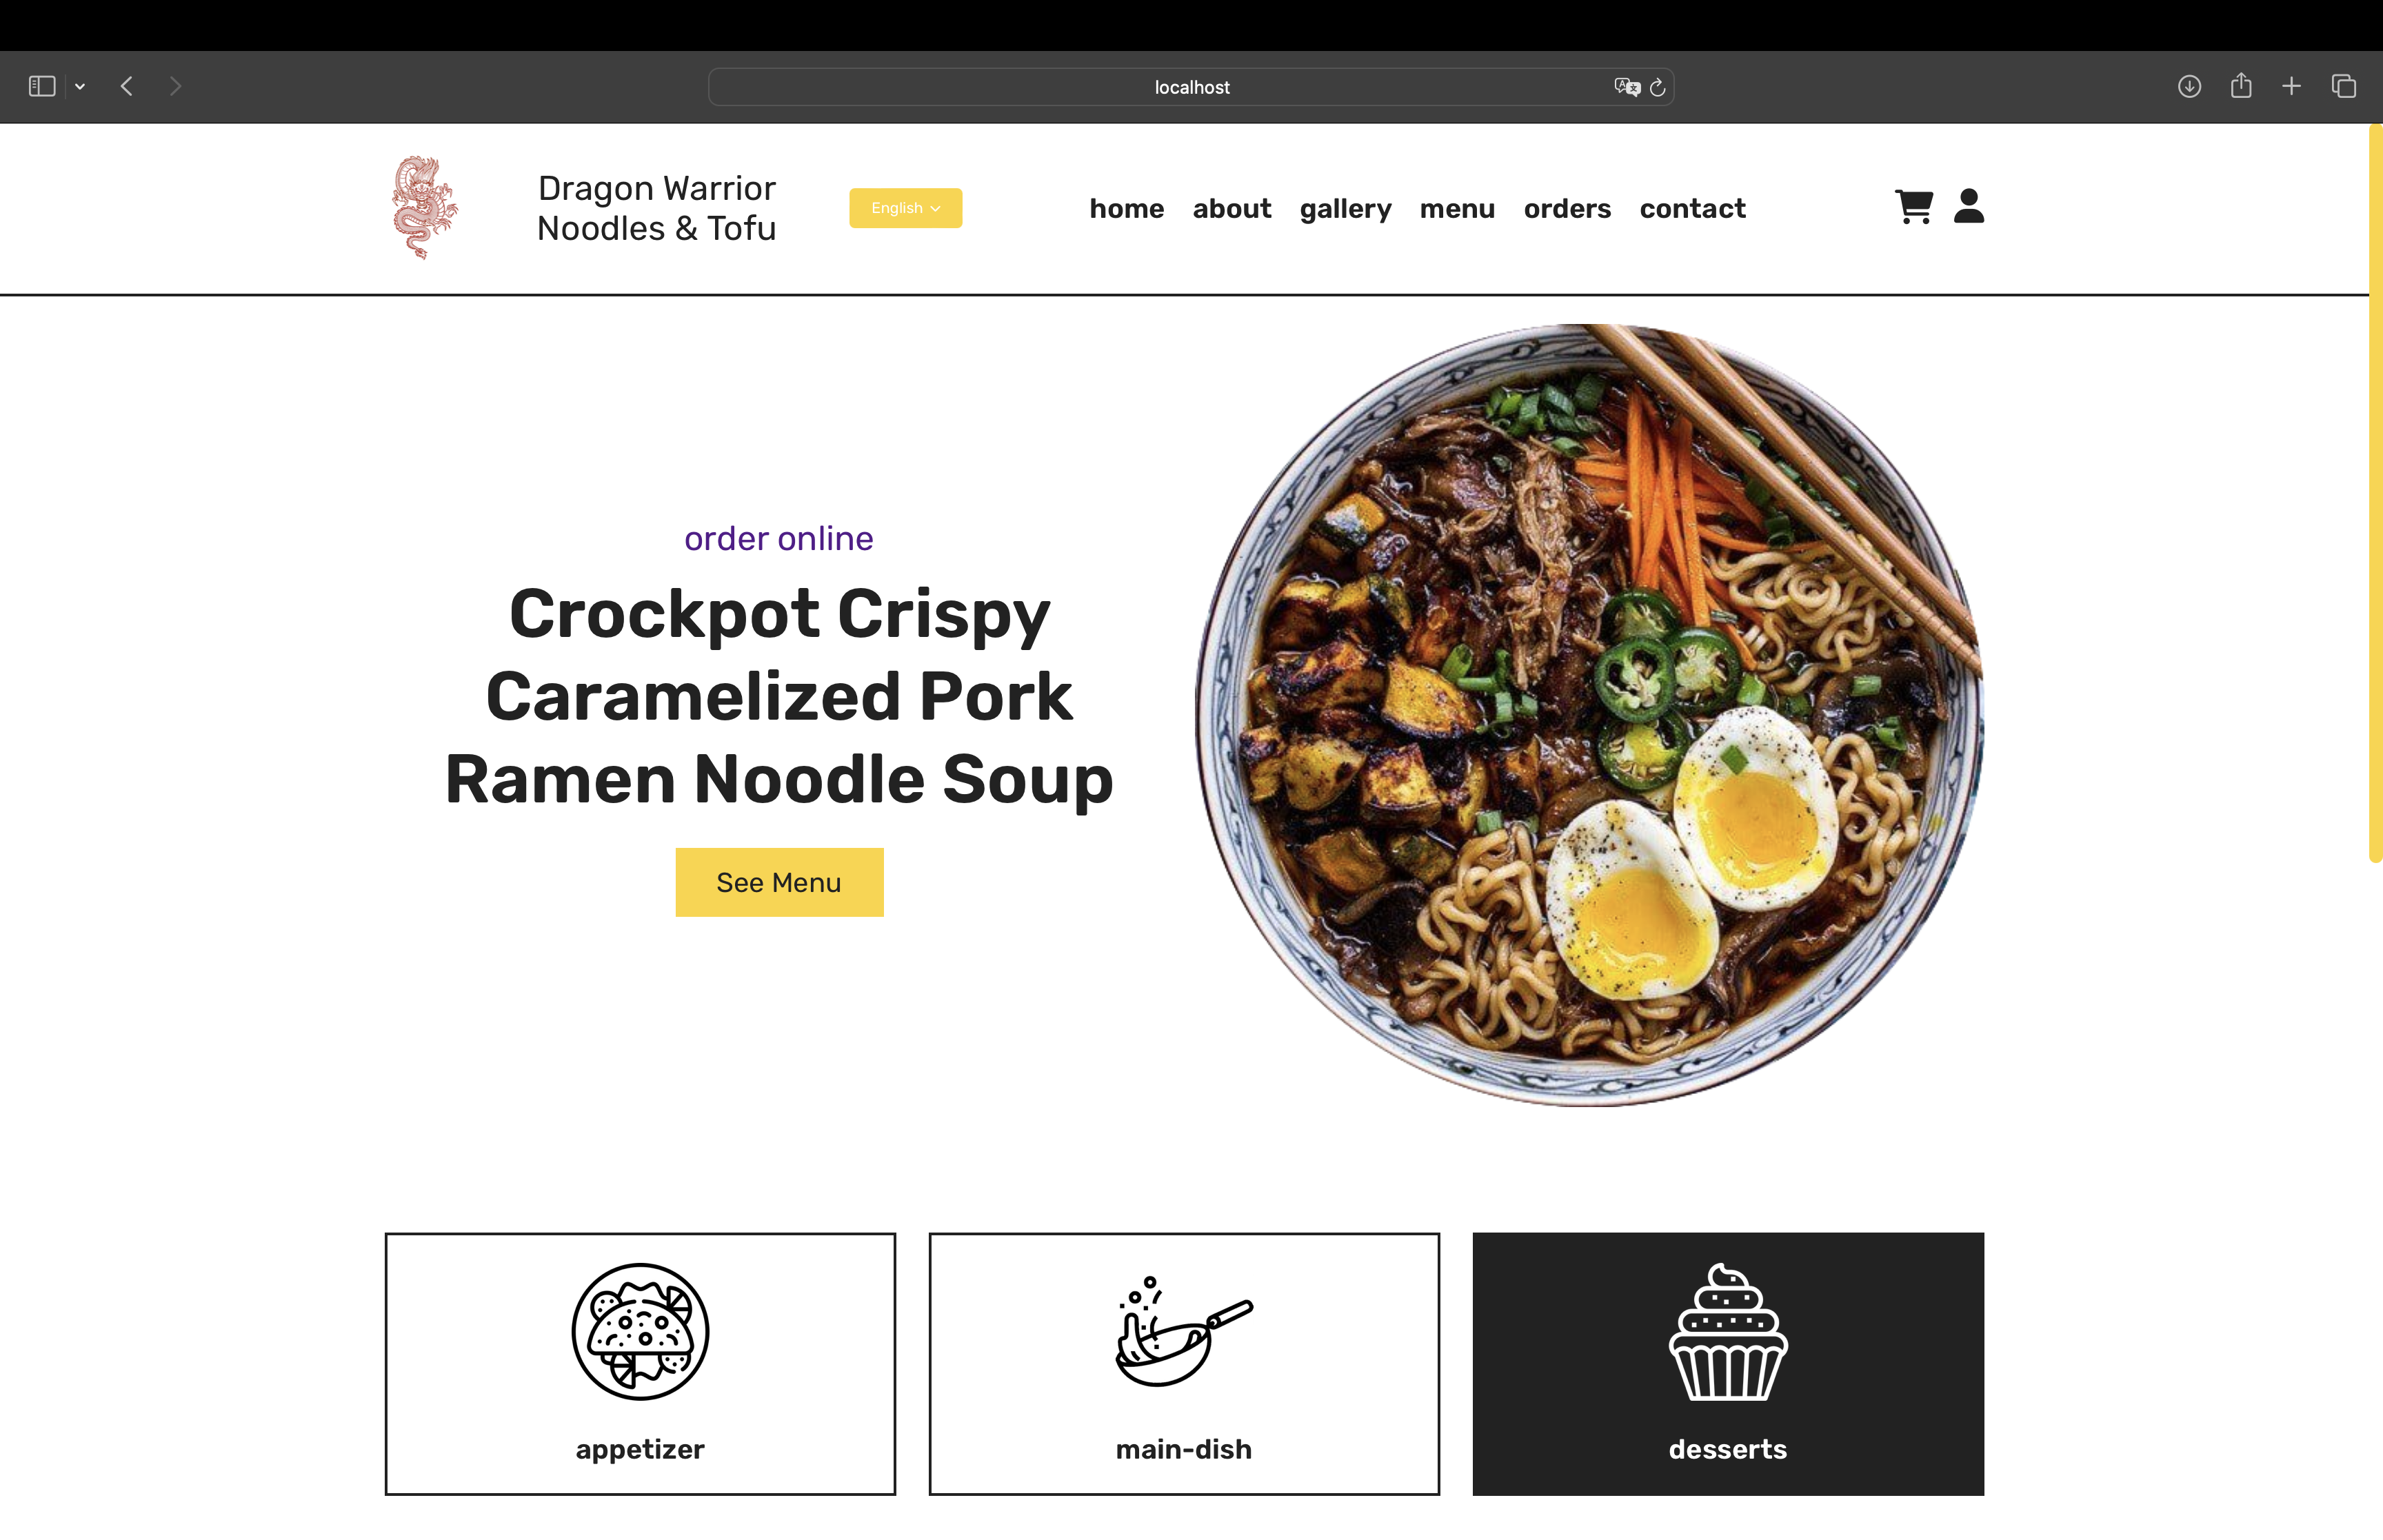 localhost
Dragon Warrior
Noodles & Tofu
English
home about gallery menu orders contact
order online
Crockpot Crispy
Caramelized Pork
Ramen Noodle Soup
See Menu
appetizer
main-dish
desserts